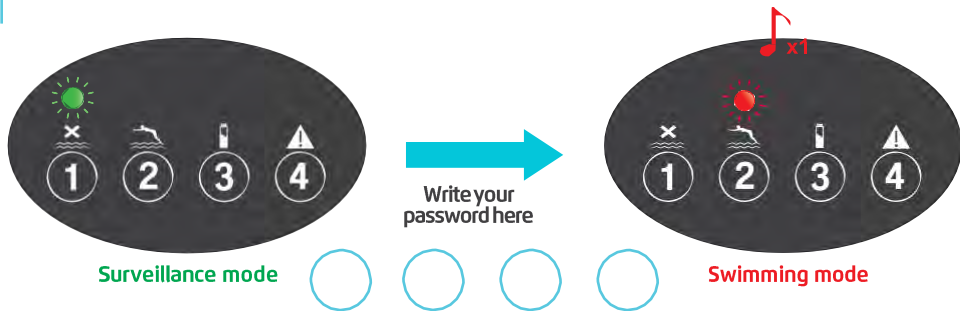 x1
1 2 3 4
1 2 3 4
Write your
password here
Surveillance mode
Swimming mode